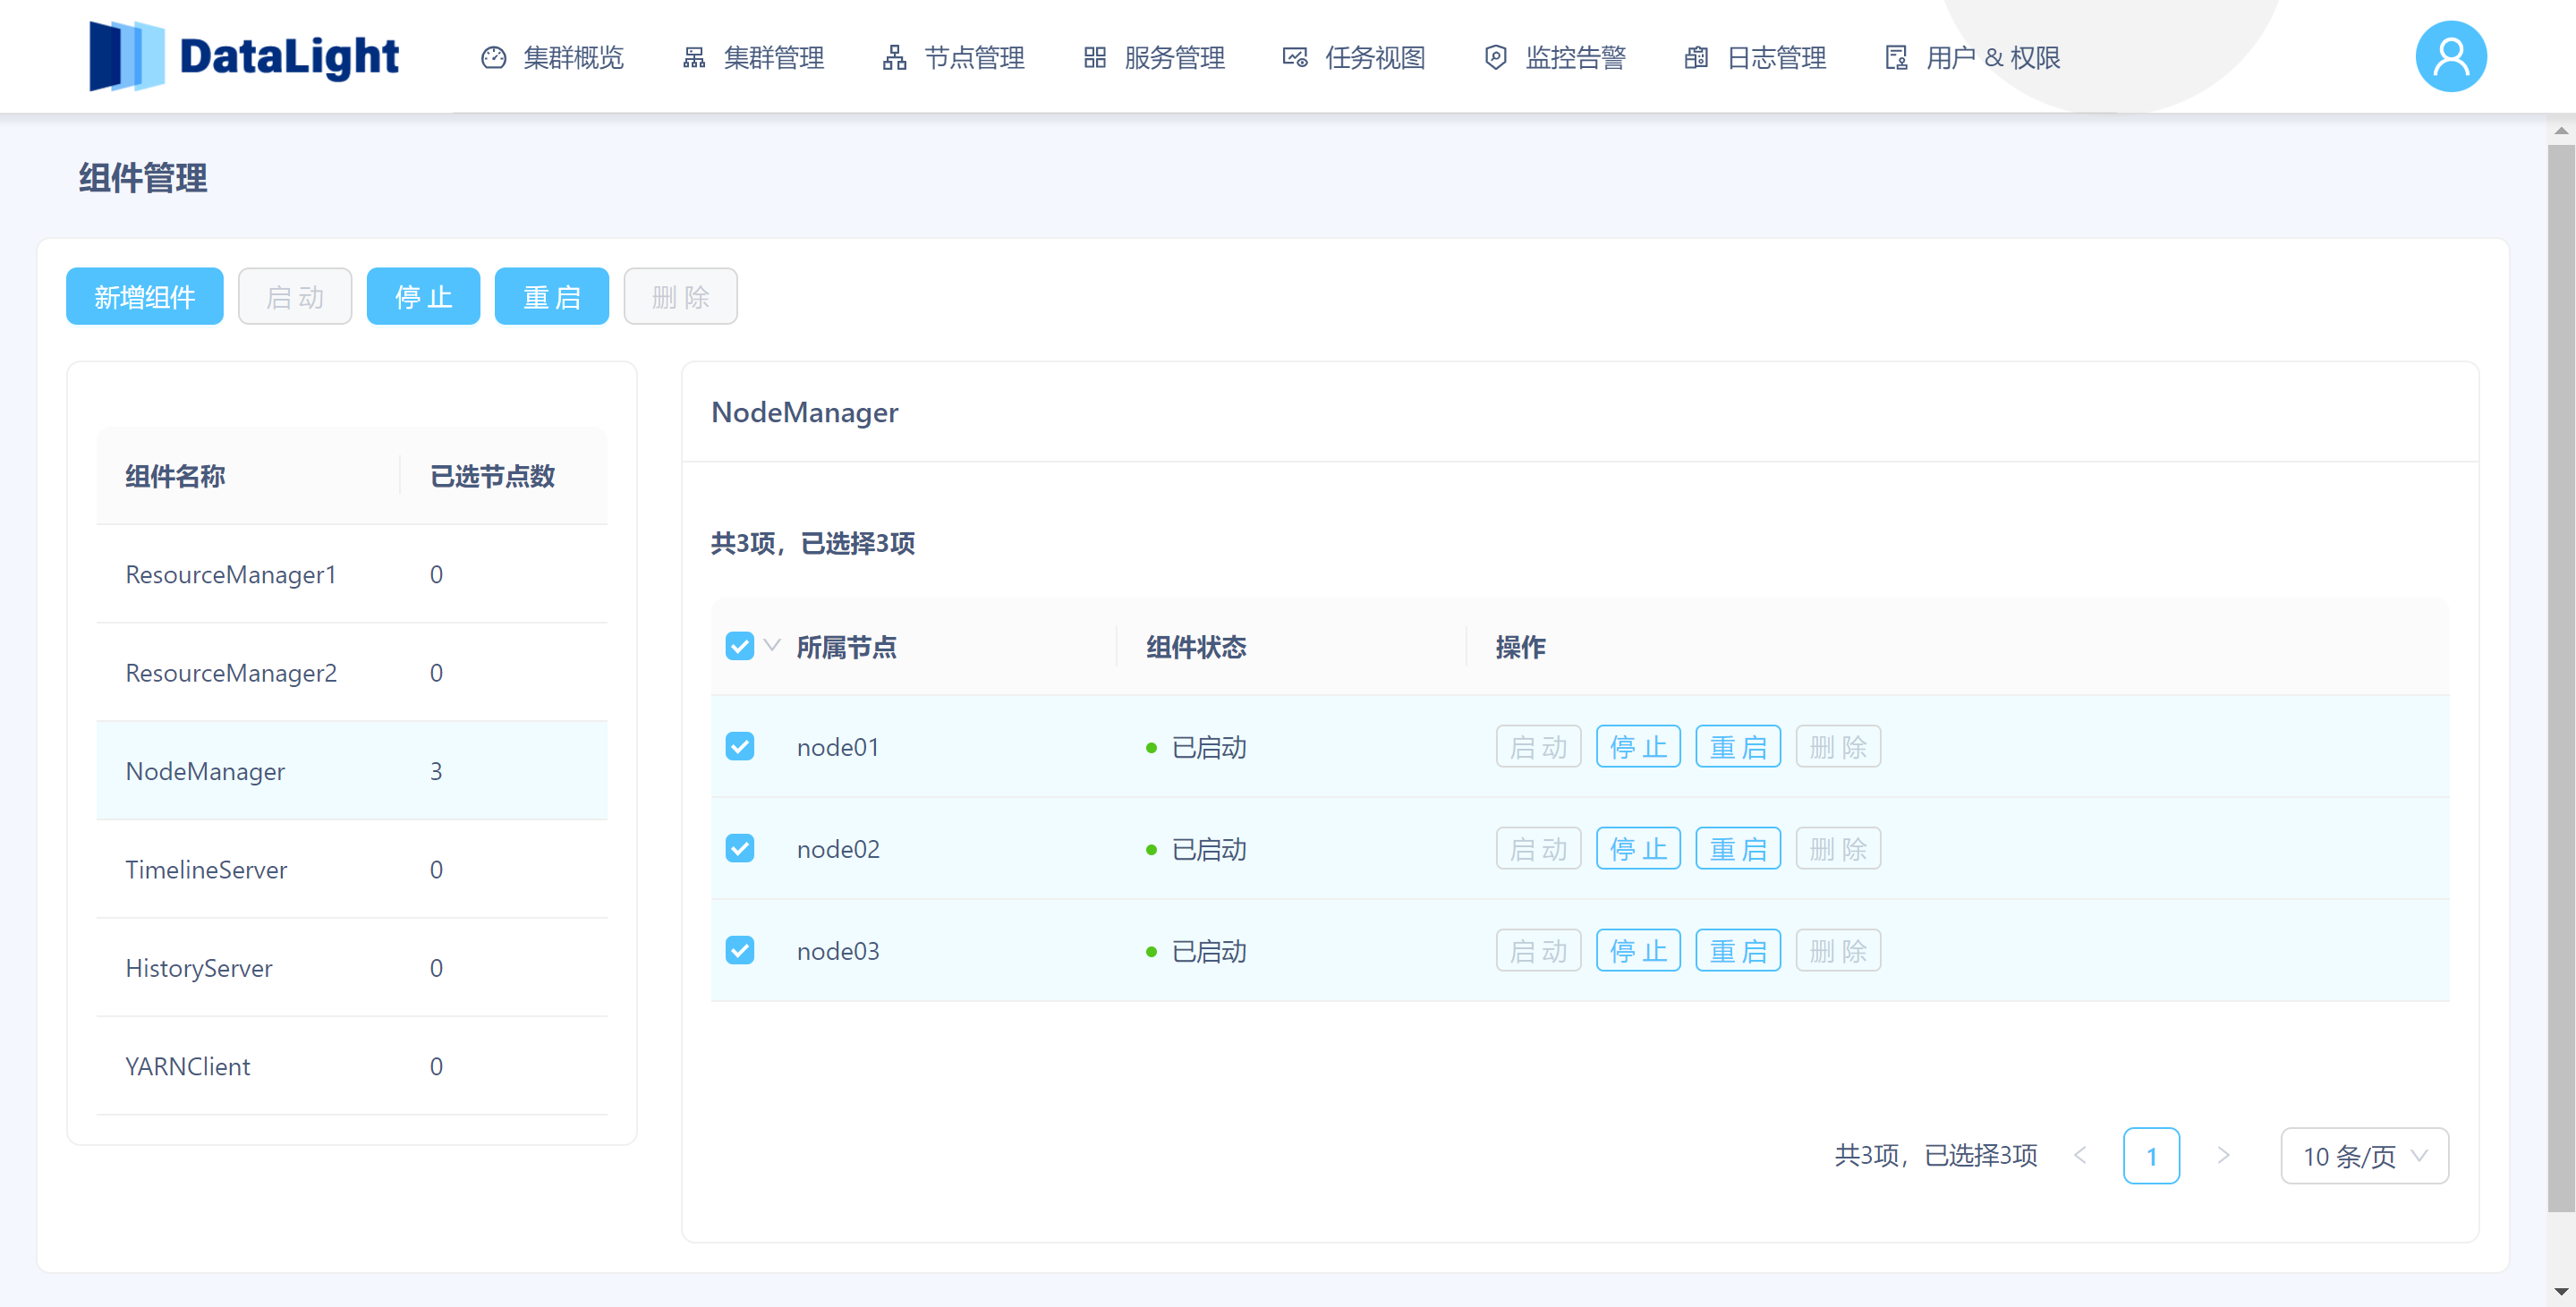 DataLight 集群概览 集群管理 节点管理 服务管理 任务视图 监控告警 日志管理 用户 & 权限
组件管理
新增组件 启动 停止 重启 删除
组件名称 已选节点数
ResourceManager1 0
ResourceManager2 0
NodeManager 3
TimelineServer 0
HistoryServer 0
YARNClient 0
NodeManager
共3项，已选择3项
所属节点 组件状态 操作
node01 已启动 启动 停止 重启 删除
node02 已启动 启动 停止 重启 删除
node03 已启动 启动 停止 重启 删除
共3项，已选择3项 < 1 > 10 条/页